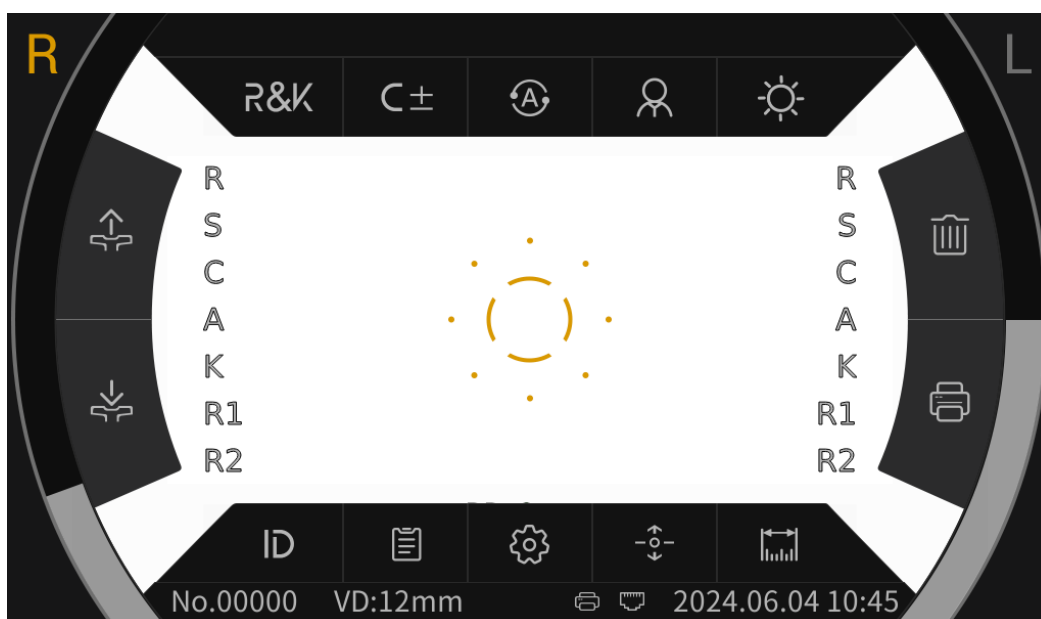 R
L
R&K C± A
R R
S S
C C
A A
K K
R1 R1
R2 R2
ID
No.00000 VD:12mm 2024.06.04 10:45